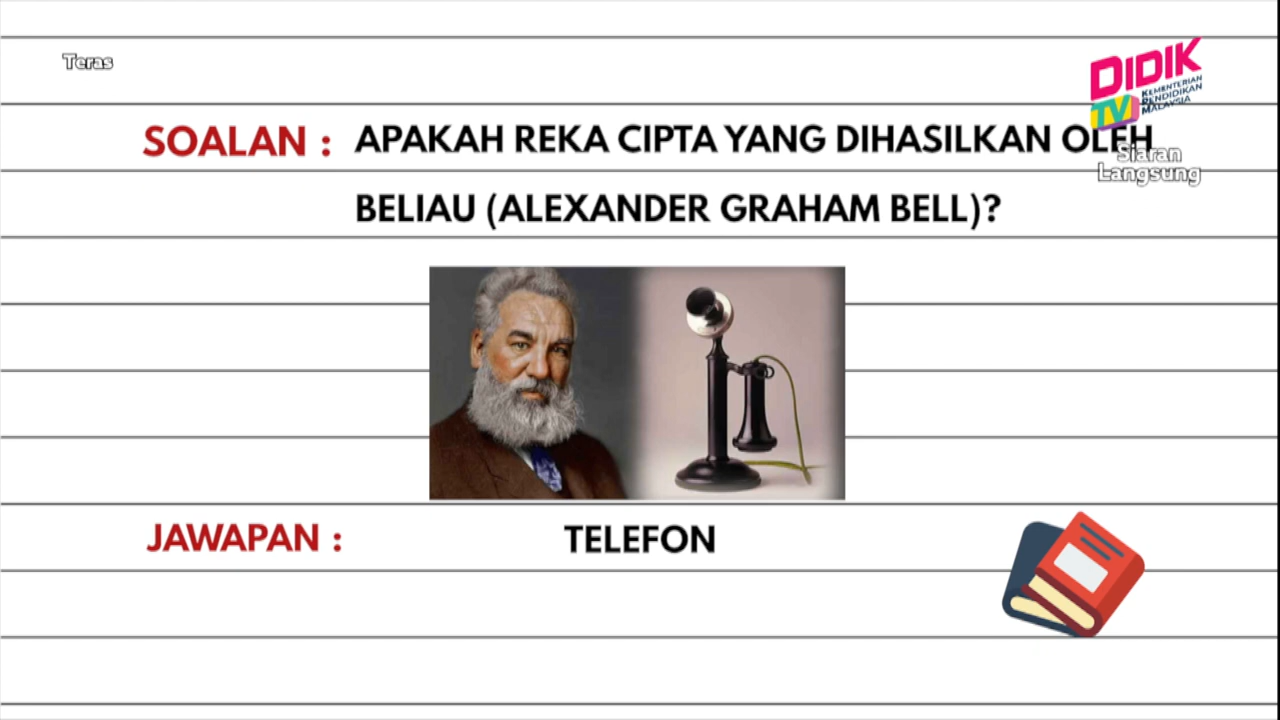 Teras
DIDIK
TV
KEMENTERIAN
PENDIDIKAN
MALAYSIA
SOALAN : APAKAH REKA CIPTA YANG DIHASILKAN OLEH
Siaran
Langsung
BELIAU (ALEXANDER GRAHAM BELL)?
JAWAPAN : TELEFON